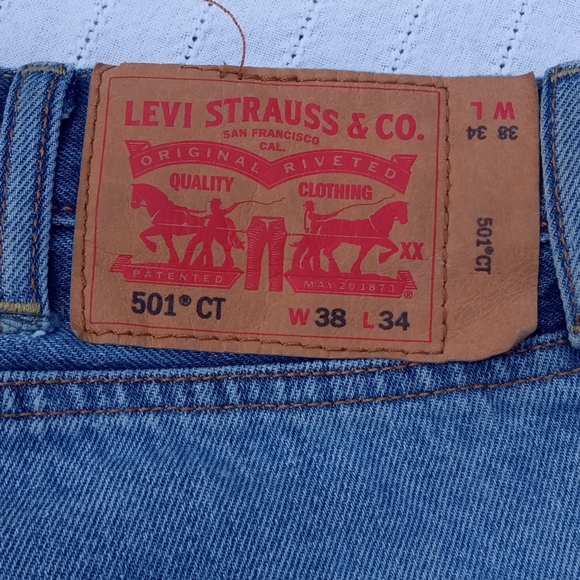 LEVI STRAUSS & CO.
SAN FRANCISCO
CAL.
ORIGINAL RIVETED
QUALITY CLOTHING
XX
PATENTED MAY 20 1873 ®
501® CT W 38 L 34
W L
38 34
501® CT